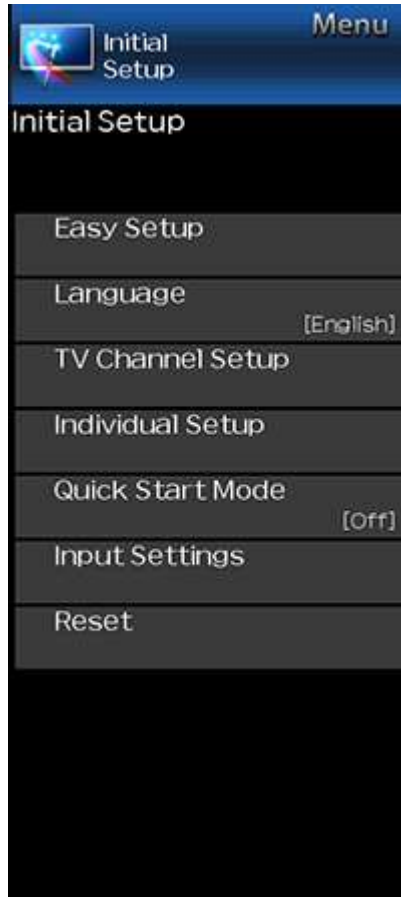 Menu
Initial
Setup
Initial Setup
Easy Setup
Language
[English]
TV Channel Setup
Individual Setup
Quick Start Mode
[Off]
Input Settings
Reset